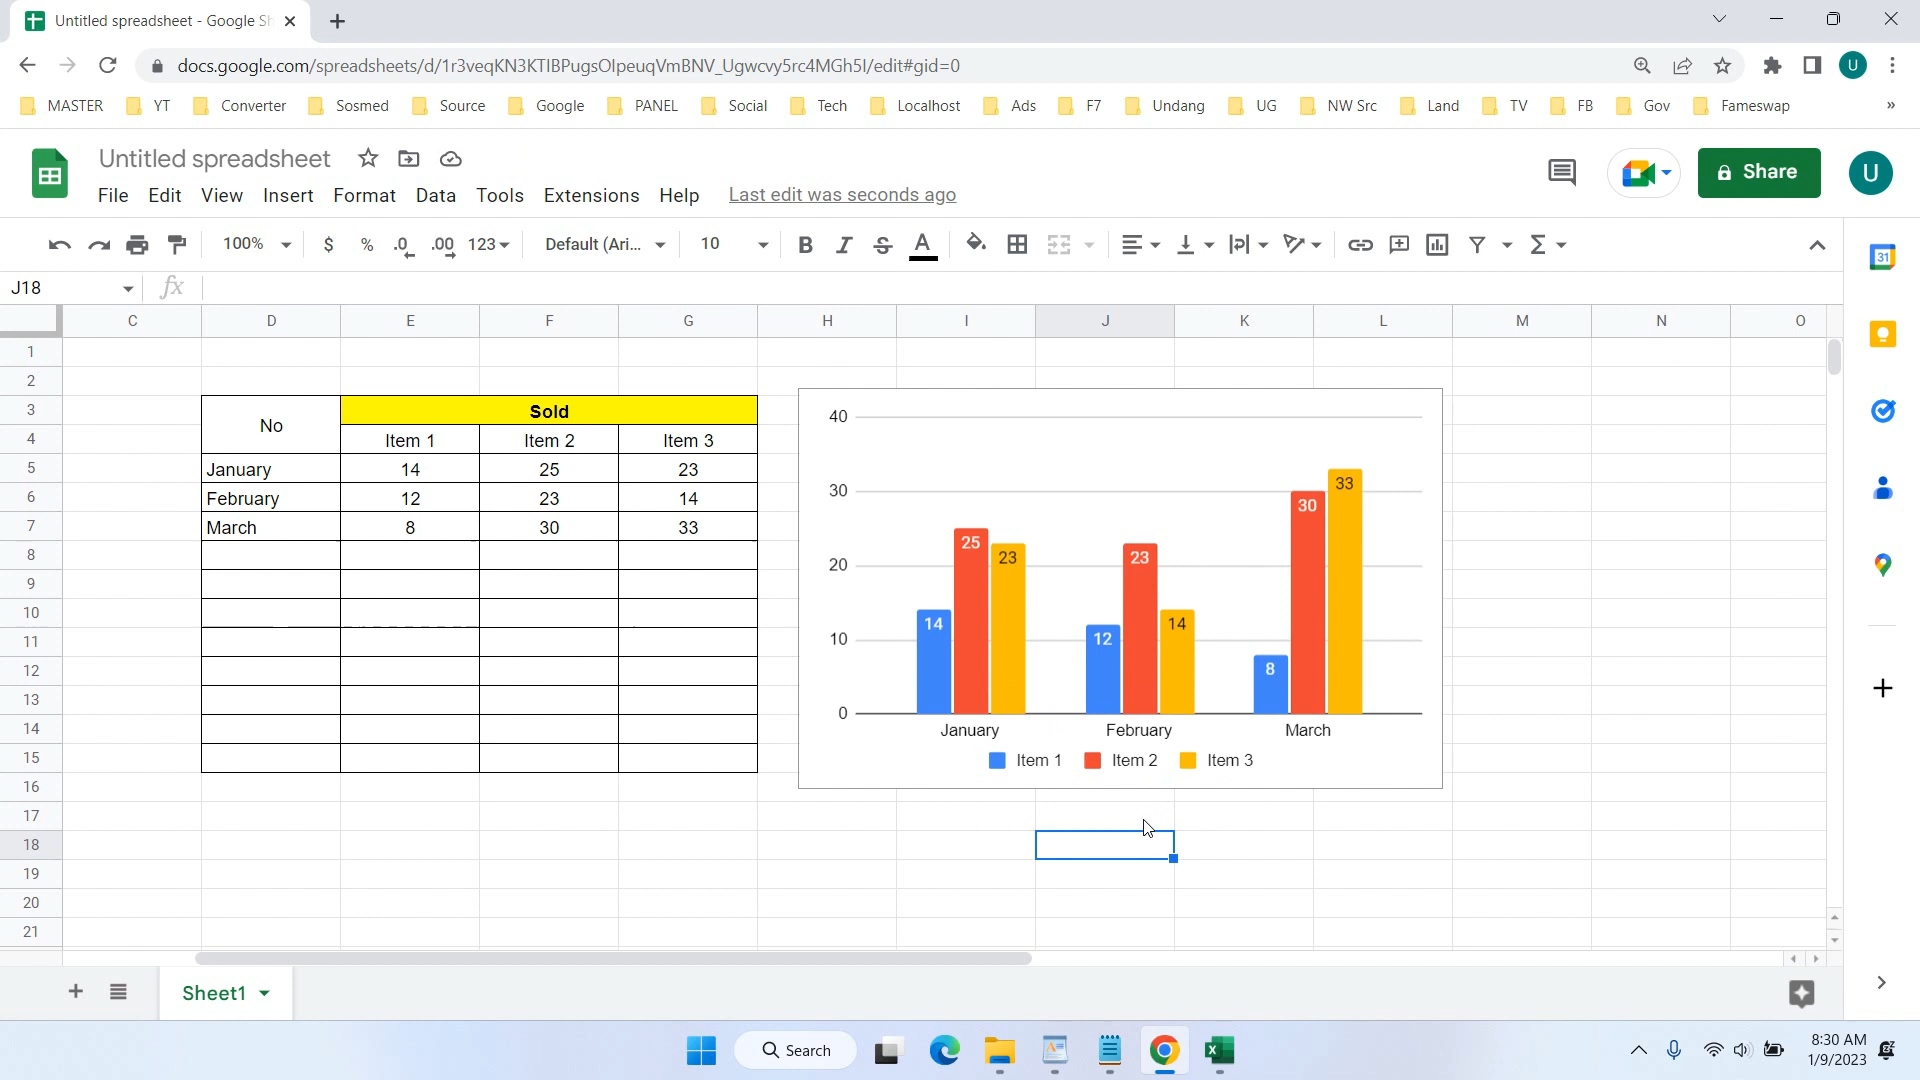 Untitled spreadsheet - Google Sh
docs.google.com/spreadsheets/d/1r3veqKN3KTIBPugsOlpeuqVmBNV_Ugwcvy5rc4MGh5I/edit#gid=0
U
MASTER YT Converter Sosmed Source Google PANEL Social Tech Localhost Ads F7 Undang UG NW Src Land TV FB Gov Fameswap »
Untitled spreadsheet
File Edit View Insert Format Data Tools Extensions Help Last edit was seconds ago
Share
U
100% $ % .0 .00 123 Default (Ari... 10 B I S A Σ
31
J18 fx
C D E F G H I J K L M N O
1
2
3 Sold
No
4 Item 1 Item 2 Item 3
5 January 14 25 23
6 February 12 23 14
7 March 8 30 33
8
9
10
11
12
13
14
15
16
17
18
19
20
21
40
30
20
10
0
14 25 23
12 23 14
8 30 33
January February March
Item 1 Item 2 Item 3
Sheet1
Search
8:30 AM
1/9/2023